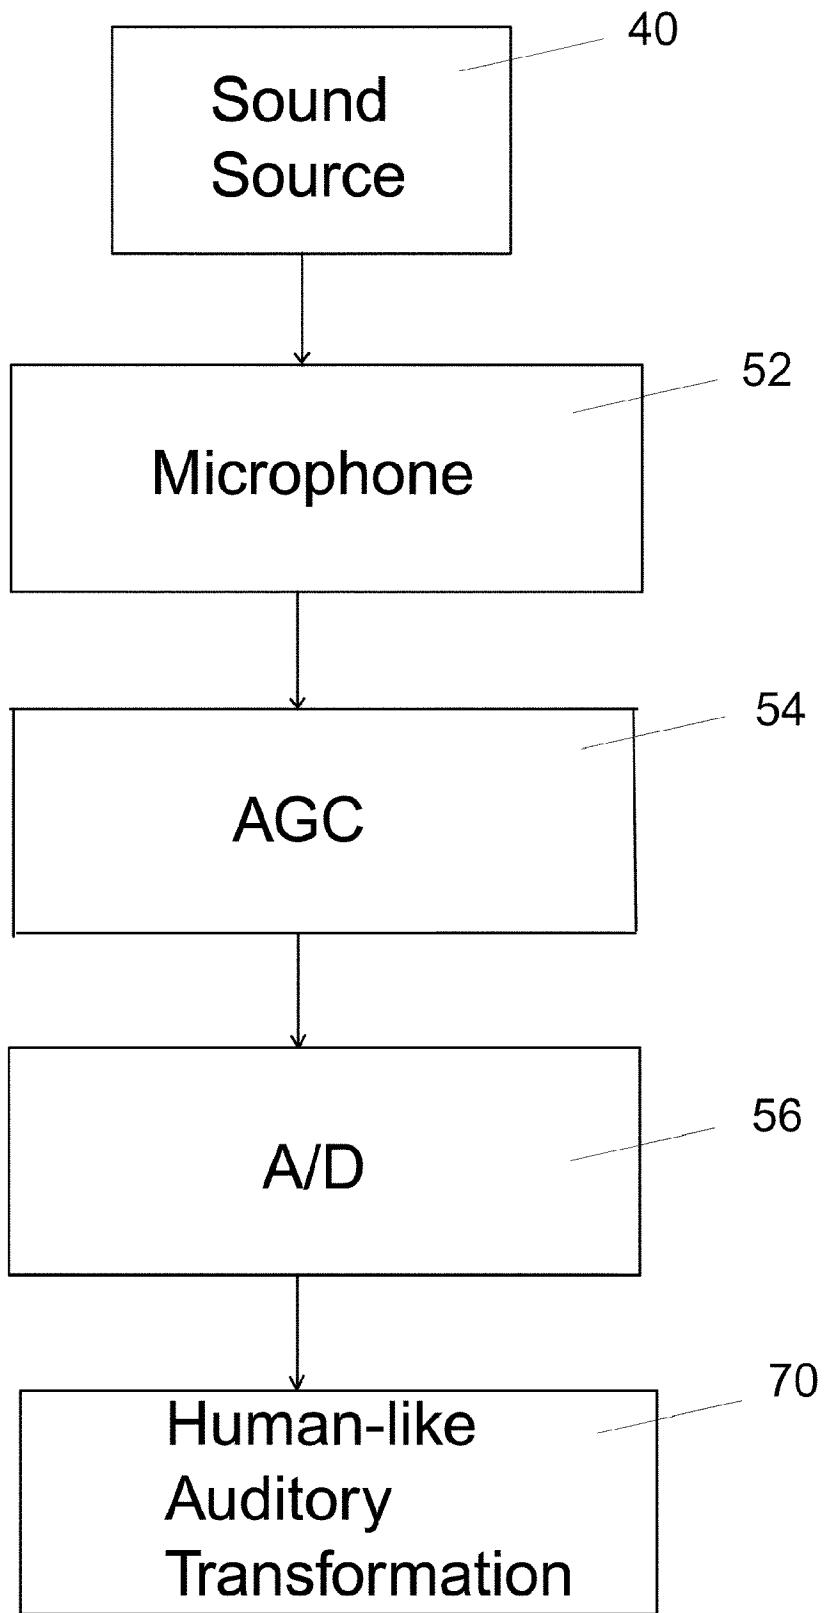 40
Sound
Source
52
Microphone
54
AGC
56
A/D
70
Human-like
Auditory
Transformation